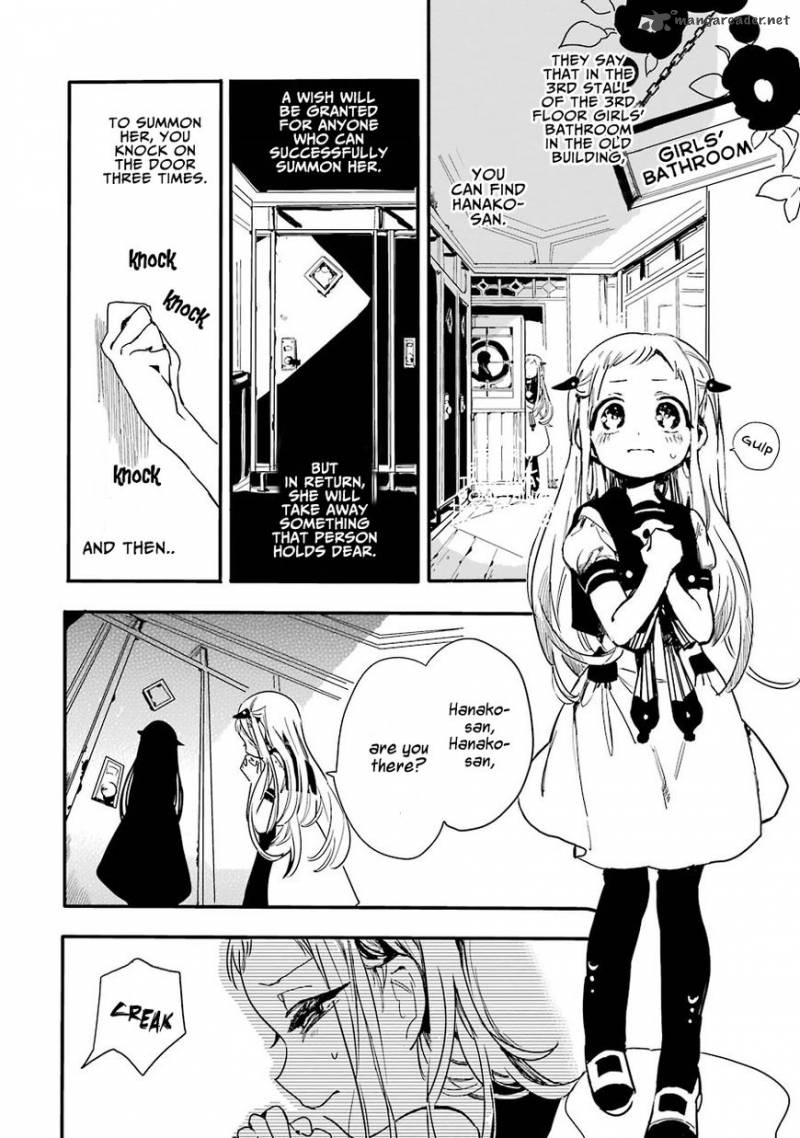 mangareader.net
THEY SAY
THAT IN THE
3RD STALL
OF THE 3RD
FLOOR GIRLS'
BATHROOM
IN THE OLD
BUILDING,
GIRLS'
BATHROOM
YOU
CAN FIND
HANAKO-
SAN.
A WISH WILL
BE GRANTED
FOR ANYONE
WHO CAN
SUCCESSFULLY
SUMMON HER.
BUT
IN RETURN,
SHE WILL
TAKE AWAY
SOMETHING
THAT PERSON
HOLDS DEAR.
TO SUMMON
HER, YOU
KNOCK ON
THE DOOR
THREE TIMES.
knock
knock
knock
AND THEN..
GULP
Hanako-
san,
Hanako-
san,
are you
there?
CREAK